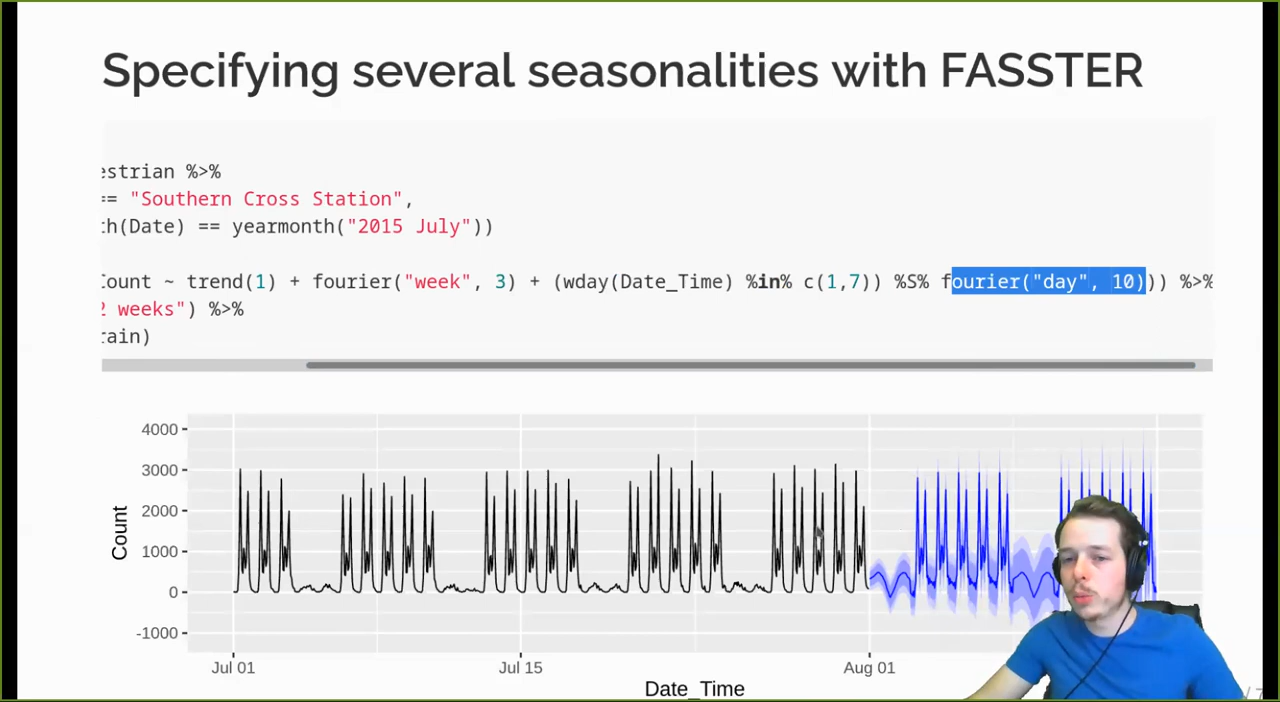 Specifying several seasonalities with FASSTER
estrian %>%
== "Southern Cross Station",
th(Date) == yearmonth("2015 July"))
Count ~ trend(1) + fourier("week", 3) + (wday(Date_Time) %in% c(1,7)) %S% fourier("day", 10)) %>%
2 weeks") %>%
rain)
4000
3000
2000
1000
0
-1000
Count
Jul 01
Jul 15
Aug 01
Date_Time
/ 7